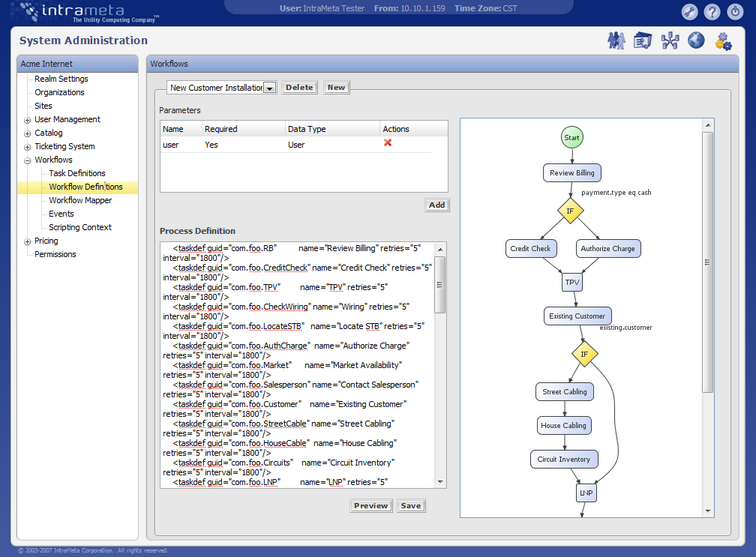 intrameta
The Utility Computing Company™
User: IntraMeta Tester From: 10.10.1.159 Time Zone: CST
System Administration
Acme Internet
Realm Settings
Organizations
Sites
User Management
Catalog
Ticketing System
Workflows
Task Definitions
Workflow Definitions
Workflow Mapper
Events
Scripting Context
Pricing
Permissions
Workflows
New Customer Installation
Delete
New
Parameters
Name Required Data Type Actions
user Yes User
Add
Process Definition
<taskdef guid="com.foo.RB" name="Review Billing" retries="5"
interval="1800"/>
<taskdef guid="com.foo.CreditCheck" name="Credit Check" retries="5"
interval="1800"/>
<taskdef guid="com.foo.TPV" name="TPV" retries="5"
interval="1800"/>
<taskdef guid="com.foo.CheckWiring" name="Wiring" retries="5"
interval="1800"/>
<taskdef guid="com.foo.LocateSTB" name="Locate STB" retries="5"
interval="1800"/>
<taskdef guid="com.foo.AuthCharge" name="Authorize Charge"
retries="5" interval="1800"/>
<taskdef guid="com.foo.Market" name="Market Availability"
retries="5" interval="1800"/>
<taskdef guid="com.foo.Salesperson" name="Contact Salesperson"
retries="5" interval="1800"/>
<taskdef guid="com.foo.Customer" name="Existing Customer"
retries="5" interval="1800"/>
<taskdef guid="com.foo.StreetCable" name="Street Cabling"
retries="5" interval="1800"/>
<taskdef guid="com.foo.HouseCable" name="House Cabling"
retries="5" interval="1800"/>
<taskdef guid="com.foo.Circuits" name="Circuit Inventory"
retries="5" interval="1800"/>
<taskdef guid="com.foo.LNP" name="LNP" retries="5"
Preview
Save
Start
Review Billing
payment.type eq cash
IF
Credit Check
Authorize Charge
TPV
Existing Customer
existing.customer
IF
Street Cabling
House Cabling
Circuit Inventory
LNP
© 2003-2007 IntraMeta Corporation. All rights reserved.